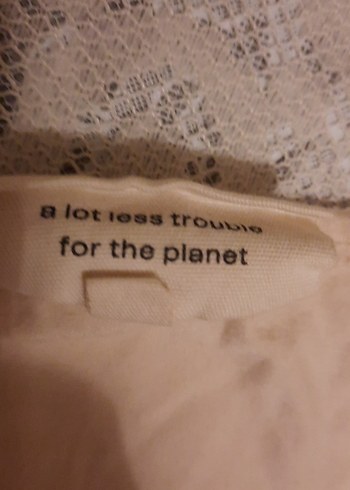 a lot less trouble
for the planet